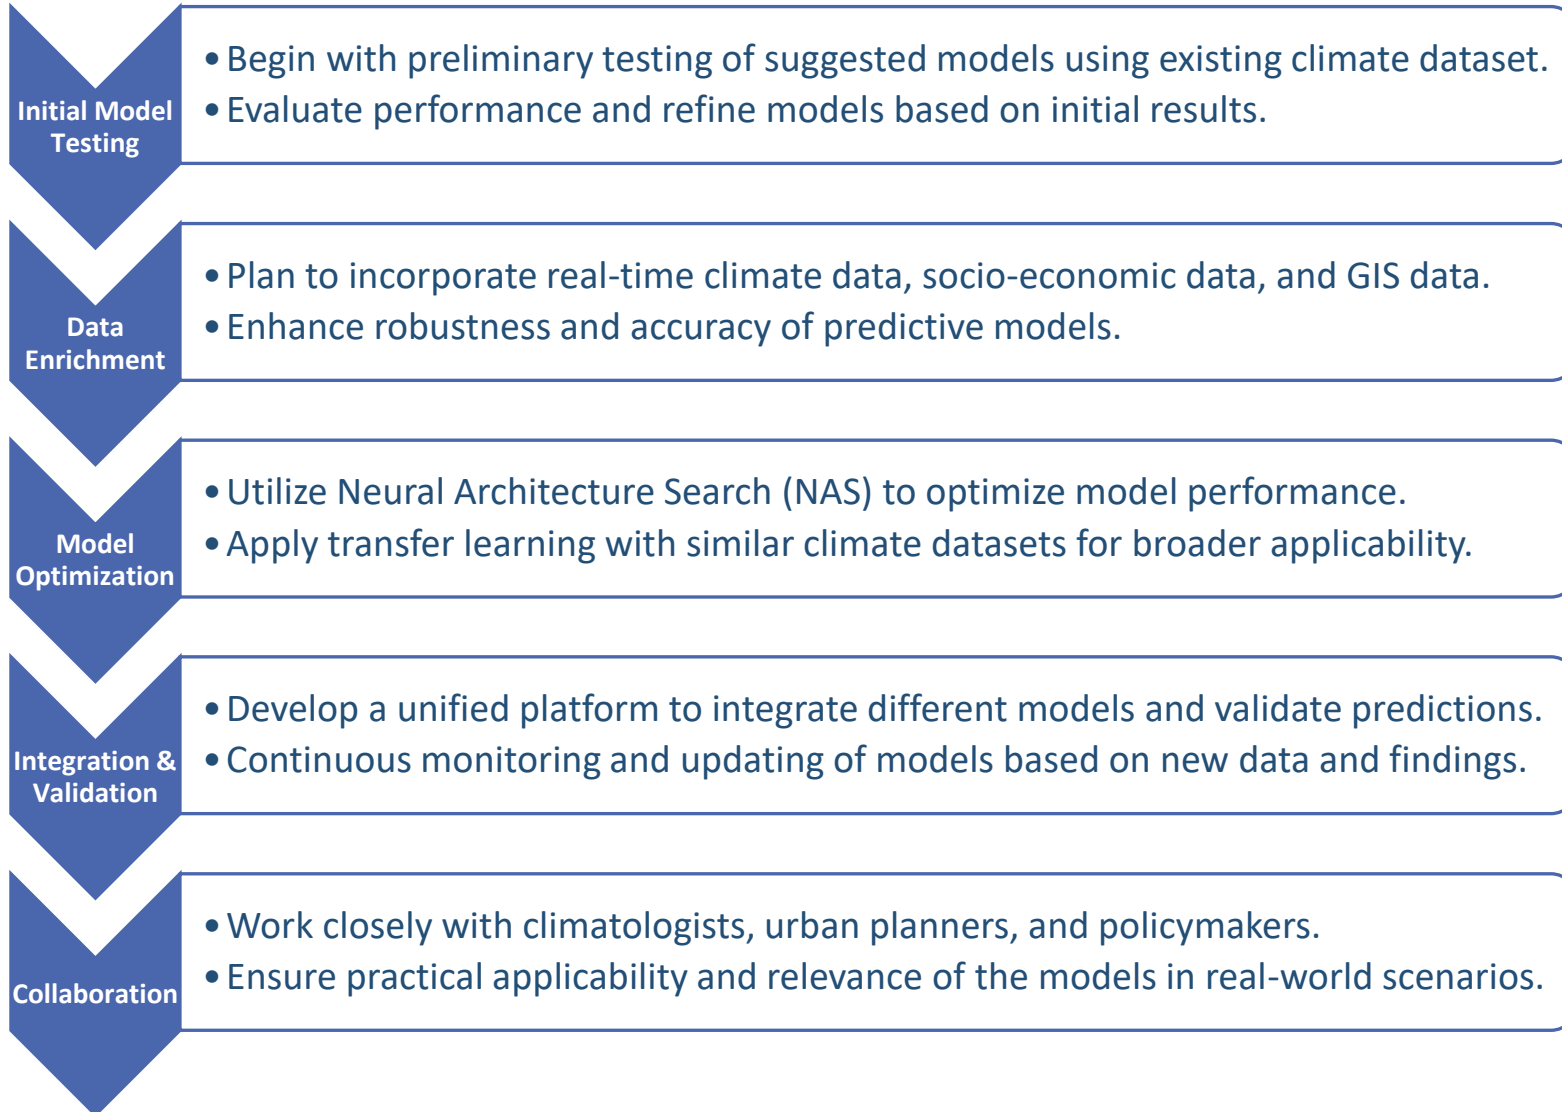 Initial Model
Testing
• Begin with preliminary testing of suggested models using existing climate dataset.
• Evaluate performance and refine models based on initial results.
Data
Enrichment
• Plan to incorporate real-time climate data, socio-economic data, and GIS data.
• Enhance robustness and accuracy of predictive models.
Model
Optimization
• Utilize Neural Architecture Search (NAS) to optimize model performance.
• Apply transfer learning with similar climate datasets for broader applicability.
Integration &
Validation
• Develop a unified platform to integrate different models and validate predictions.
• Continuous monitoring and updating of models based on new data and findings.
Collaboration
• Work closely with climatologists, urban planners, and policymakers.
• Ensure practical applicability and relevance of the models in real-world scenarios.